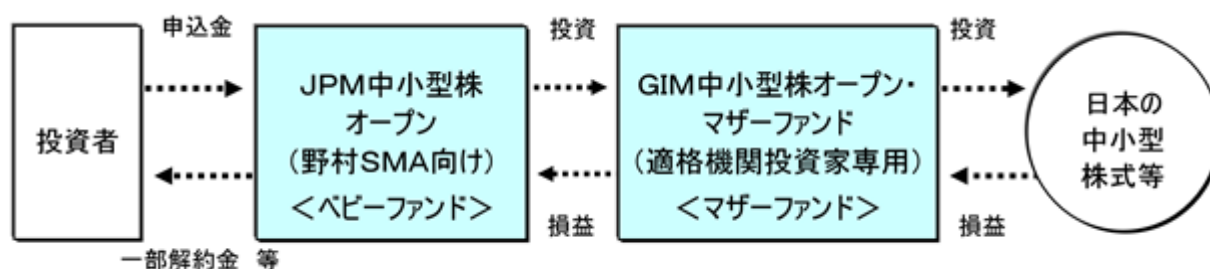 申込金
投資
投資
投資者
JPM中小型株
オープン
（野村SMA向け）
＜ベビーファンド＞
GIM中小型株オープン・
マザーファンド
（適格機関投資家専用）
＜マザーファンド＞
日本の
中小型
株式等
損益
損益
一部解約金 等